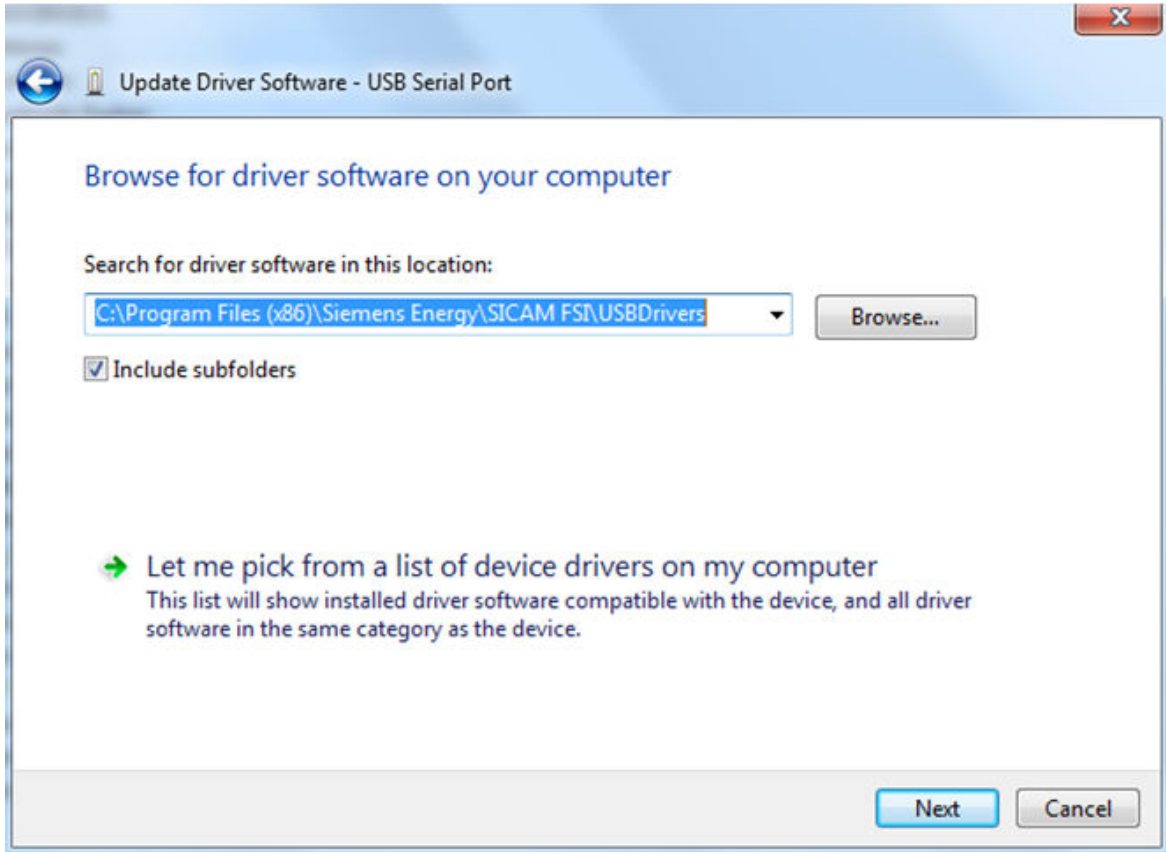 Update Driver Software - USB Serial Port
Browse for driver software on your computer
Search for driver software in this location:
C:\Program Files (x86)\Siemens Energy\SICAM FSI\USBDrivers
Browse...
Include subfolders
Let me pick from a list of device drivers on my computer
This list will show installed driver software compatible with the device, and all driver
software in the same category as the device.
Next
Cancel